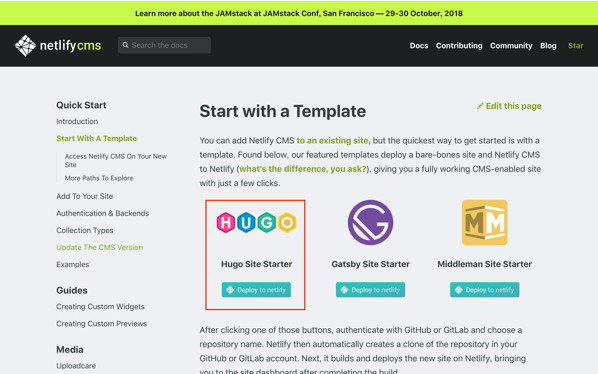 Learn more about the JAMstack at JAMstack Conf, San Francisco — 29-30 October, 2018
netlifycms
Search the docs
Docs Contributing Community Blog Star
Quick Start
Introduction
Start With A Template
Access Netlify CMS On Your New
Site
More Paths To Explore
Add To Your Site
Authentication & Backends
Collection Types
Update The CMS Version
Examples
Guides
Creating Custom Widgets
Creating Custom Previews
Media
Uploadcare
Start with a Template
Edit this page
You can add Netlify CMS to an existing site, but the quickest way to get started is with a
template. Found below, our featured templates deploy a bare-bones site and Netlify CMS
to Netlify (what's the difference, you ask?), giving you a fully working CMS-enabled site
with just a few clicks.
HUGO
Hugo Site Starter
Deploy to netlify
Gatsby Site Starter
Deploy to netlify
MM
Middleman Site Starter
Deploy to netlify
After clicking one of those buttons, authenticate with GitHub or GitLab and choose a
repository name. Netlify then automatically creates a clone of the repository in your
GitHub or GitLab account. Next, it builds and deploys the new site on Netlify, bringing
you to the site dashboard after completing the build.